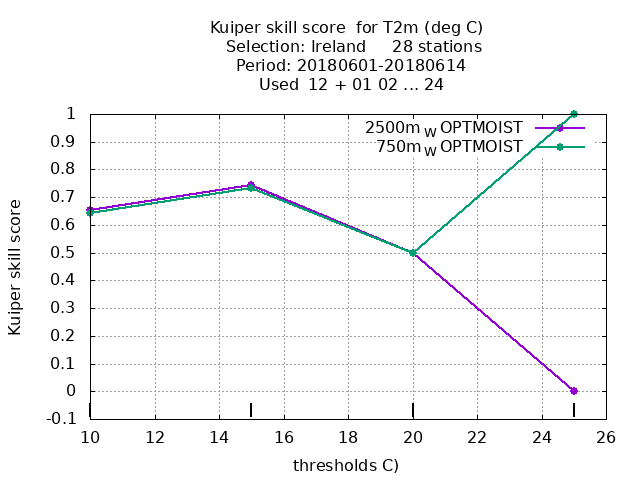 Kuiper skill score  for T2m (deg C)
Selection: Ireland     28 stations
Period: 20180601-20180614
Used  12 + 01 02 ... 24
2500m W OPTMOIST
750m W OPTMOIST
Kuiper skill score
1
0.9
0.8
0.7
0.6
0.5
0.4
0.3
0.2
0.1
0
-0.1
10 12 14 16 18 20 22 24 26
thresholds C)